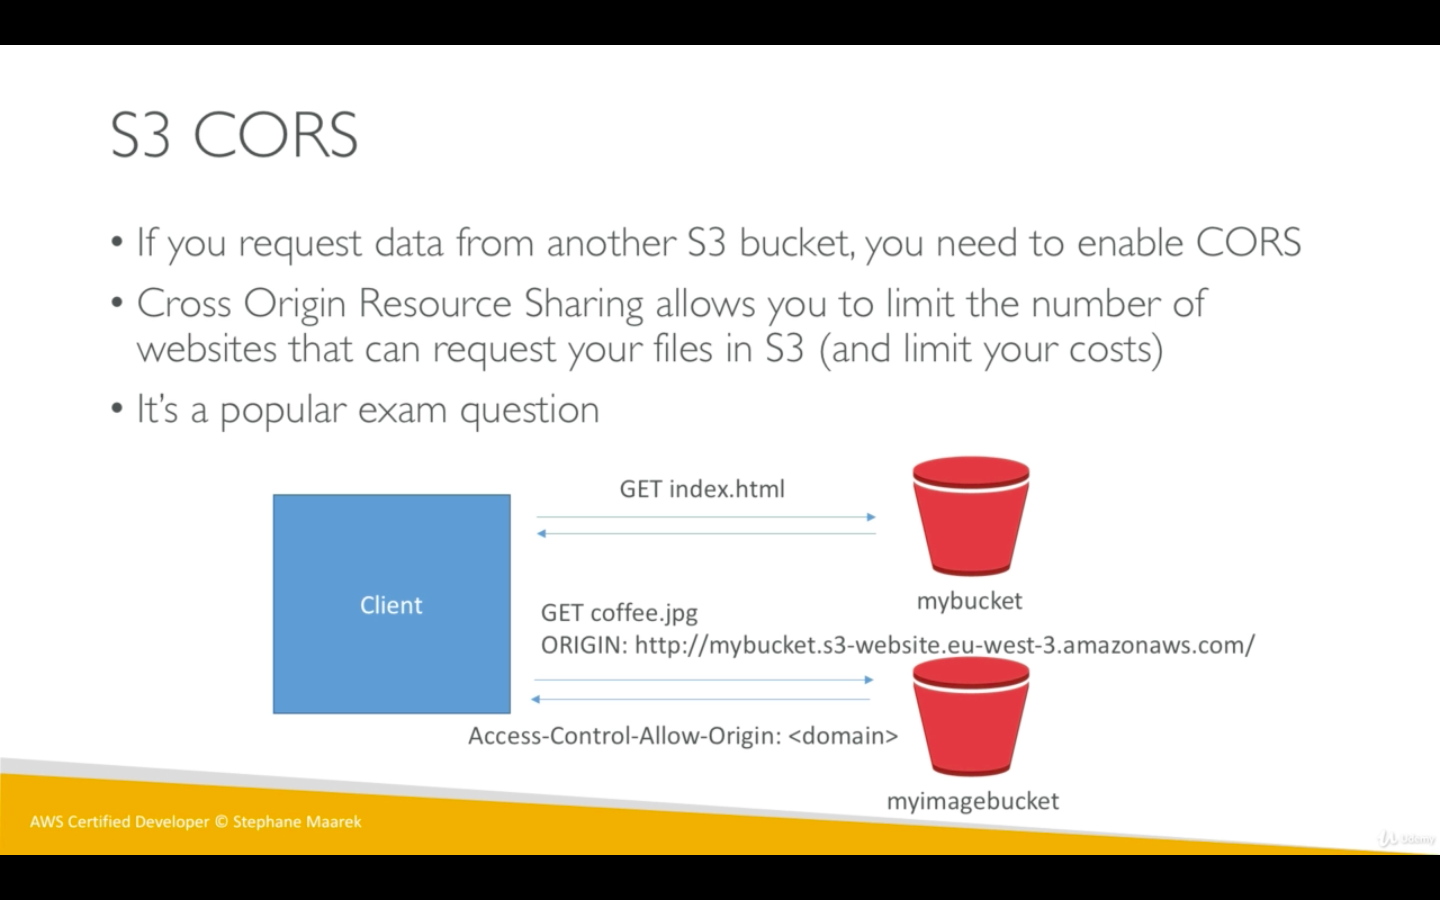 S3 CORS
• If you request data from another S3 bucket, you need to enable CORS
• Cross Origin Resource Sharing allows you to limit the number of
websites that can request your files in S3 (and limit your costs)
• It's a popular exam question
GET index.html
Client
mybucket
GET coffee.jpg
ORIGIN: http://mybucket.s3-website.eu-west-3.amazonaws.com/
Access-Control-Allow-Origin: <domain>
myimagebucket
AWS Certified Developer © Stephane Maarek
Udemy